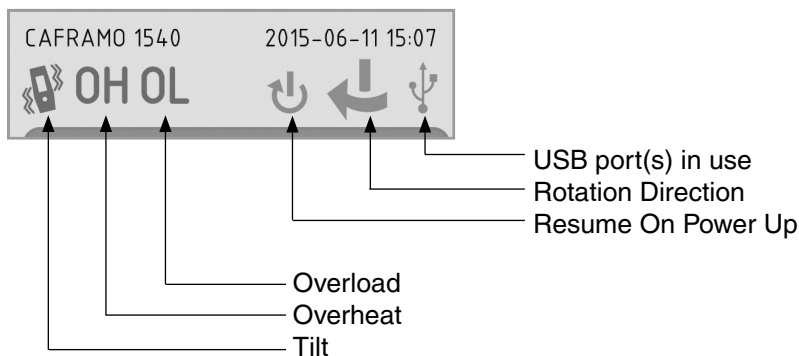 CAFRAMO 1540 2015-06-11 15:07
OH OL
USB port(s) in use
Rotation Direction
Resume On Power Up
Overload
Overheat
Tilt